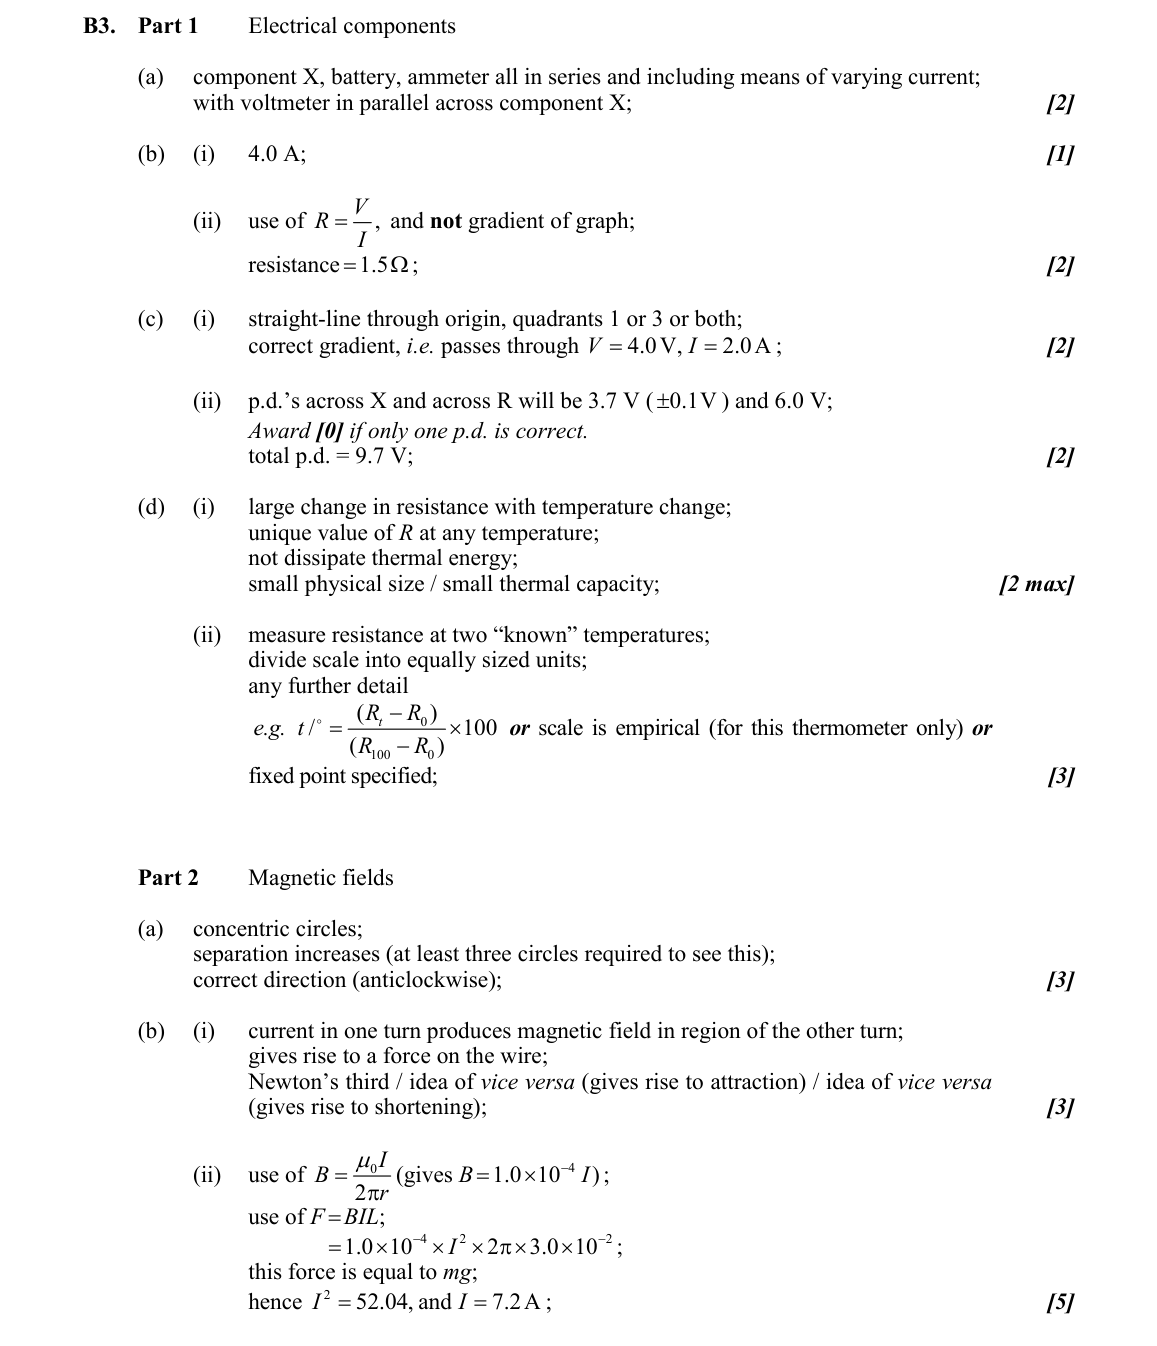 B3. Part 1 Electrical components
(a) component X, battery, ammeter all in series and including means of varying current;
with voltmeter in parallel across component X; [2]
(b) (i) 4.0 A; [1]
(ii) use of R = V/I, and not gradient of graph;
resistance = 1.5Ω; [2]
(c) (i) straight-line through origin, quadrants 1 or 3 or both;
correct gradient, i.e. passes through V = 4.0 V, I = 2.0 A; [2]
(ii) p.d.’s across X and across R will be 3.7 V (±0.1V) and 6.0 V;
Award [0] if only one p.d. is correct.
total p.d. = 9.7 V; [2]
(d) (i) large change in resistance with temperature change;
unique value of R at any temperature;
not dissipate thermal energy;
small physical size / small thermal capacity; [2 max]
(ii) measure resistance at two “known” temperatures;
divide scale into equally sized units;
any further detail
e.g. t/° = (Rₜ − R₀)/(R₁₀₀ − R₀) ×100 or scale is empirical (for this thermometer only) or
fixed point specified; [3]
Part 2 Magnetic fields
(a) concentric circles;
separation increases (at least three circles required to see this);
correct direction (anticlockwise); [3]
(b) (i) current in one turn produces magnetic field in region of the other turn;
gives rise to a force on the wire;
Newton’s third / idea of vice versa (gives rise to attraction) / idea of vice versa
(gives rise to shortening); [3]
(ii) use of B = μ₀I/2πr (gives B = 1.0×10⁻⁴ I);
use of F = BIL;
= 1.0×10⁻⁴ × I² × 2π × 3.0×10⁻²;
this force is equal to mg;
hence I² = 52.04, and I = 7.2 A; [5]